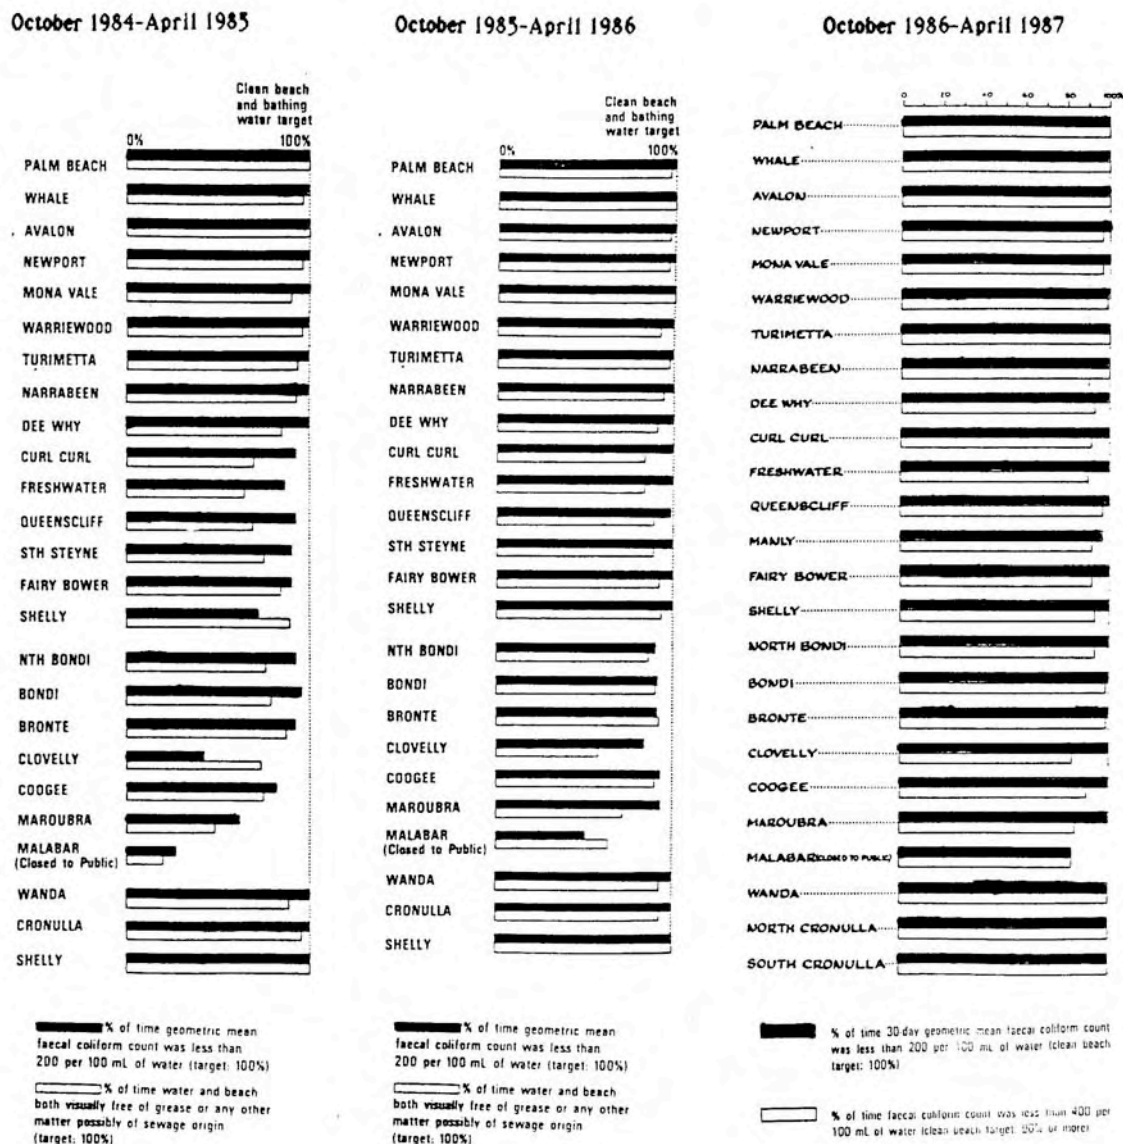 October 1984-April 1985
Clean beach
and bathing
water target
0% 100%
PALM BEACH
WHALE
AVALON
NEWPORT
MONA VALE
WARRIEWOOD
TURIMETTA
NARRABEEN
DEE WHY
CURL CURL
FRESHWATER
QUEENSCLIFF
STH STEYNE
FAIRY BOWER
SHELLY
NTH BONDI
BONDI
BRONTE
CLOVELLY
COOGEE
MAROUBRA
MALABAR
(Closed to Public)
WANDA
CRONULLA
SHELLY
% of time geometric mean
faecal coliform count was less than
200 per 100 mL of water (target: 100%)
% of time water and beach
both visually free of grease or any other
matter possibly of sewage origin
(target: 100%)
October 1985-April 1986
Clean beach
and bathing
water target
0% 100%
PALM BEACH
WHALE
AVALON
NEWPORT
MONA VALE
WARRIEWOOD
TURIMETTA
NARRABEEN
DEE WHY
CURL CURL
FRESHWATER
QUEENSCLIFF
STH STEYNE
FAIRY BOWER
SHELLY
NTH BONDI
BONDI
BRONTE
CLOVELLY
COOGEE
MAROUBRA
MALABAR
(Closed to Public)
WANDA
CRONULLA
SHELLY
% of time geometric mean
faecal coliform count was less than
200 per 100 mL of water (target: 100%)
% of time water and beach
both visually free of grease or any other
matter possibly of sewage origin
(target: 100%)
October 1986-April 1987
0 20 40 60 80 100%
PALM BEACH
WHALE
AVALON
NEWPORT
MONA VALE
WARRIEWOOD
TURIMETTA
NARRABEEN
DEE WHY
CURL CURL
FRESHWATER
QUEENSCLIFF
MANLY
FAIRY BOWER
SHELLY
NORTH BONDI
BONDI
BRONTE
CLOVELLY
COOGEE
MAROUBRA
MALABAR (CLOSED TO PUBLIC)
WANDA
NORTH CRONULLA
SOUTH CRONULLA
% of time 30-day geometric mean faecal coliform count
was less than 200 per 100 mL of water (clean beach
target: 100%)
% of time faecal coliform count was less than 400 per
100 mL of water (clean beach target: 90% or more)